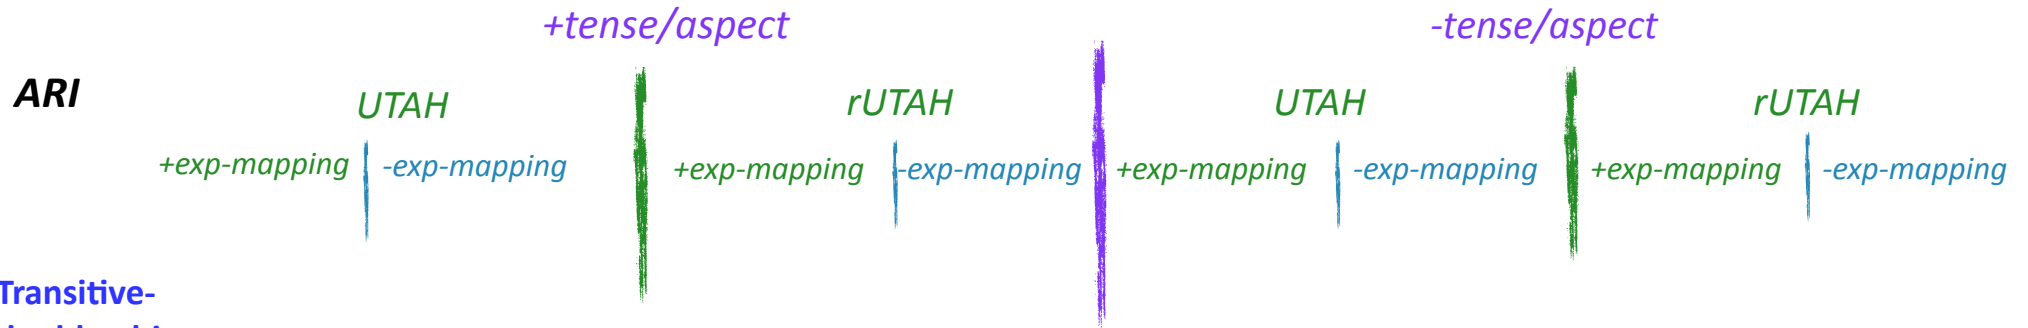 +tense/aspect -tense/aspect
ARI UTAH rUTAH UTAH rUTAH
+exp-mapping -exp-mapping +exp-mapping -exp-mapping +exp-mapping -exp-mapping +exp-mapping -exp-mapping
Transitive-